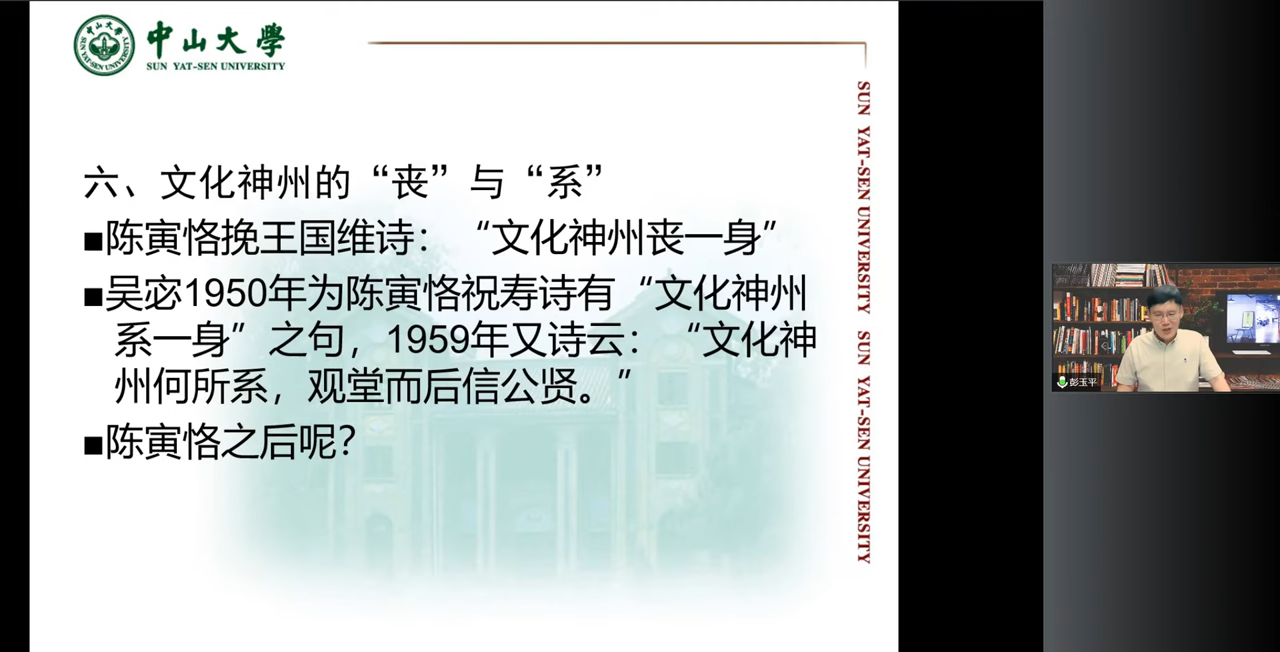 中山大學
SUN YAT-SEN UNIVERSITY
六、文化神州的“丧”与“系”
■陈寅恪挽王国维诗：“文化神州丧一身”
■吴宓1950年为陈寅恪祝寿诗有“文化神州
系一身”之句，1959年又诗云：“文化神
州何所系，观堂而后信公贤。”
■陈寅恪之后呢？
SUN YAT-SEN UNIVERSITY SUN YAT-SEN UNIVERSITY
彭玉平